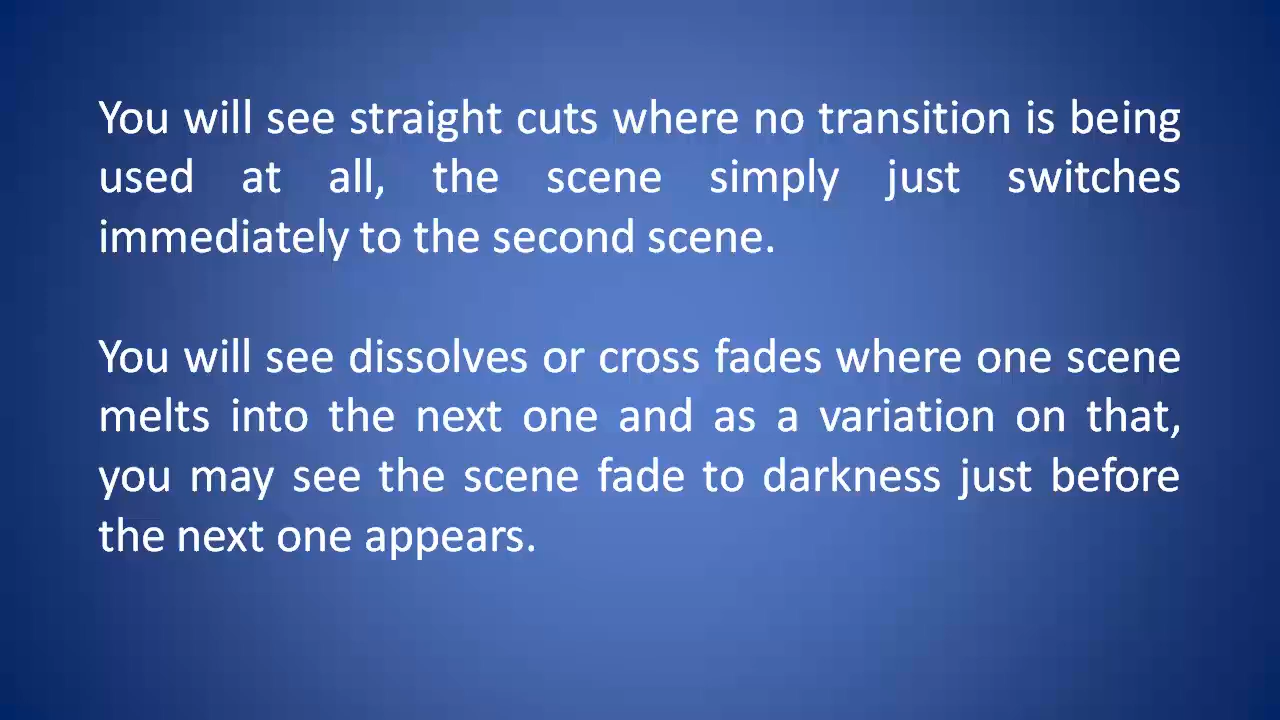 You will see straight cuts where no transition is being
used at all, the scene simply just switches
immediately to the second scene.
You will see dissolves or cross fades where one scene
melts into the next one and as a variation on that,
you may see the scene fade to darkness just before
the next one appears.